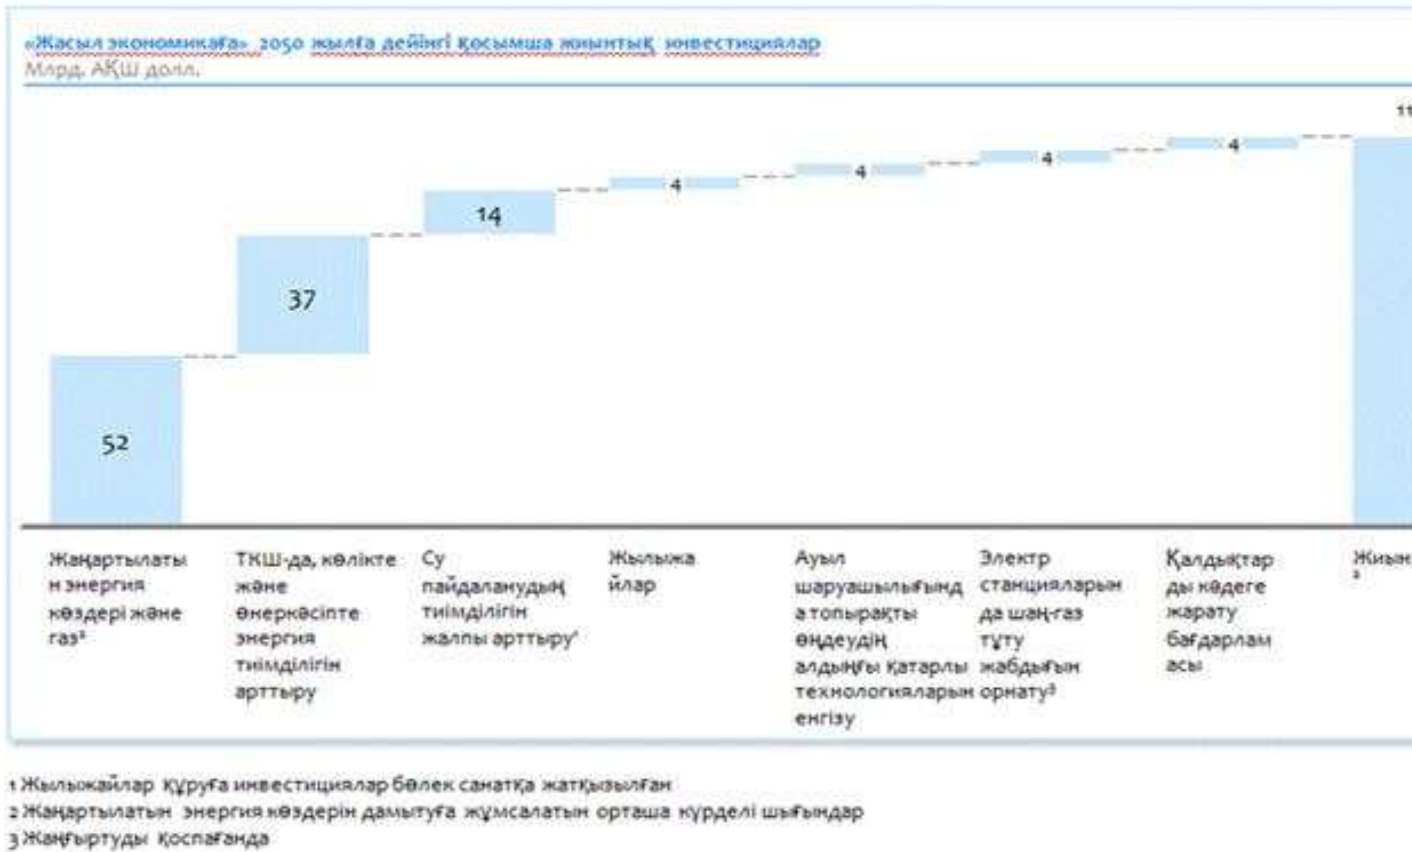 «Жасыл экономикаға» 2050 жылға дейінгі қосымша жиынтық инвестициялар
Млрд. АҚШ долл.
11
4
4
4
4
14
37
52
Жаңартылаты
н энергия
көздері және
газ²
ТКШ-да, көлікте
және
өнеркәсіпте
энергия
тиімділігін
арттыру
Су
пайдаланудың
тиімділігін
жалпы арттыру¹
Жылыжа
йлар
Ауыл
шаруашылығынд
а топырақты
өңдеудің
алдыңғы қатарлы
технологияларын
енгізу
Электр
станцияларын
да шаң-газ
тұту
жабдығын
орнату³
Қалдықтар
ды кәдеге
жарату
бағдарлам
асы
Жиын
1 Жылыжайлар құруға инвестициялар бөлек санатқа жатқызылған
2 Жаңартылатын энергия көздерін дамытуға жұмсалатын орташа күрделі шығындар
3 Жаңғыртуды қоспағанда